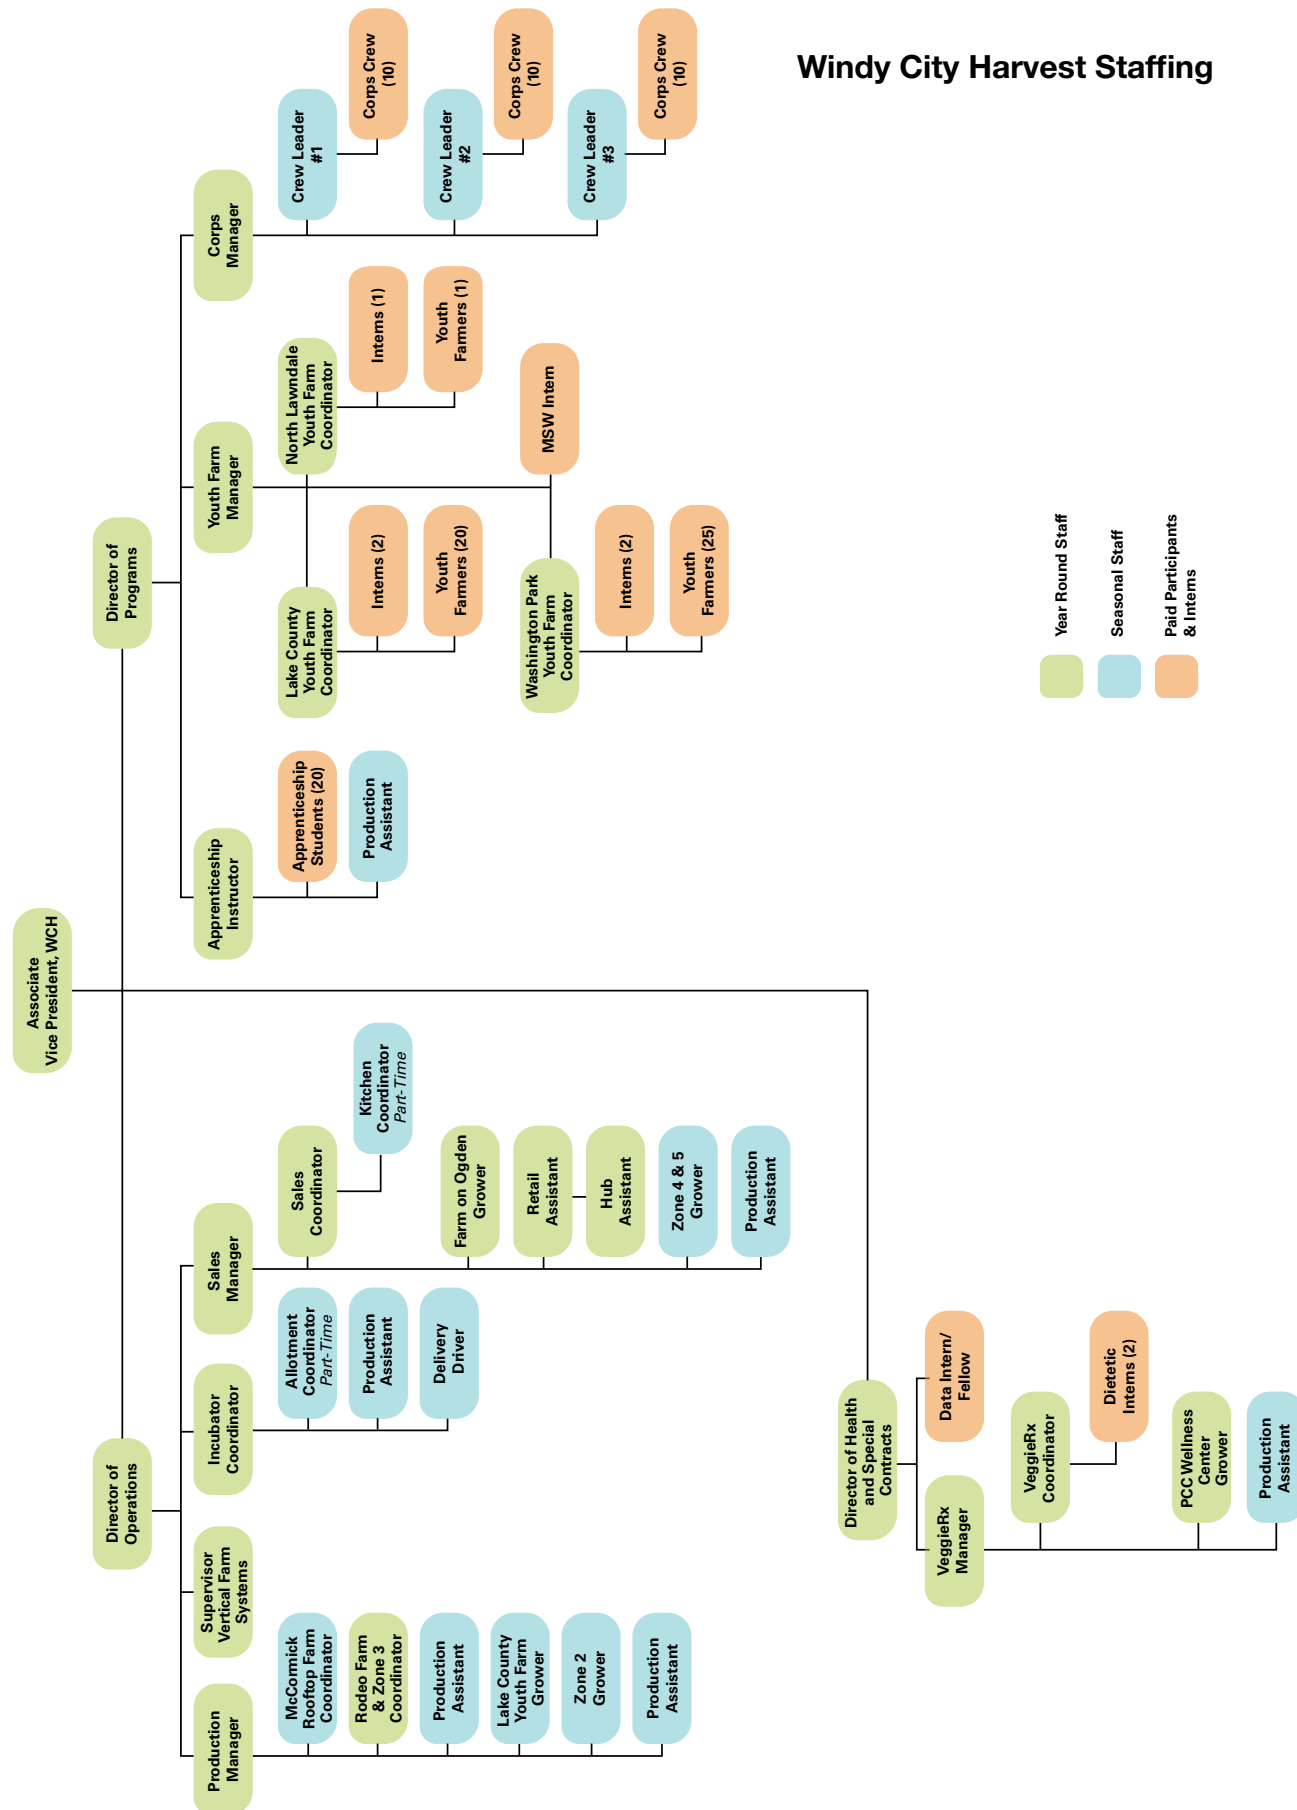 Windy City Harvest Staffing
Associate
Vice President, WCH
Director of
Operations
Production
Manager
McCormick
Rooftop Farm
Coordinator
Rodeo Farm
& Zone 3
Coordinator
Production
Assistant
Lake County
Youth Farm
Grower
Zone 2
Grower
Production
Assistant
Supervisor
Vertical Farm
Systems
Incubator
Coordinator
Allotment
Coordinator
Part-Time
Production
Assistant
Delivery
Driver
Sales
Manager
Sales
Coordinator
Kitchen
Coordinator
Part-Time
Farm on Ogden
Grower
Retail
Assistant
Hub
Assistant
Zone 4 & 5
Grower
Production
Assistant
Director of
Programs
Apprenticeship
Instructor
Apprenticeship
Students (20)
Production
Assistant
Youth Farm
Manager
Lake County
Youth Farm
Coordinator
Interns (2)
Youth
Farmers (20)
North Lawndale
Youth Farm
Coordinator
Interns (1)
Youth
Farmers (1)
Washington Park
Youth Farm
Coordinator
Interns (2)
Youth
Farmers (25)
MSW Intern
Corps
Manager
Crew Leader
#1
Corps Crew
(10)
Crew Leader
#2
Corps Crew
(10)
Crew Leader
#3
Corps Crew
(10)
Director of Health
and Special
Contracts
VeggieRx
Manager
Data Intern/
Fellow
VeggieRx
Coordinator
Dietetic
Interns (2)
PCC Wellness
Center
Grower
Production
Assistant
Year Round Staff
Seasonal Staff
Paid Participants
& Interns